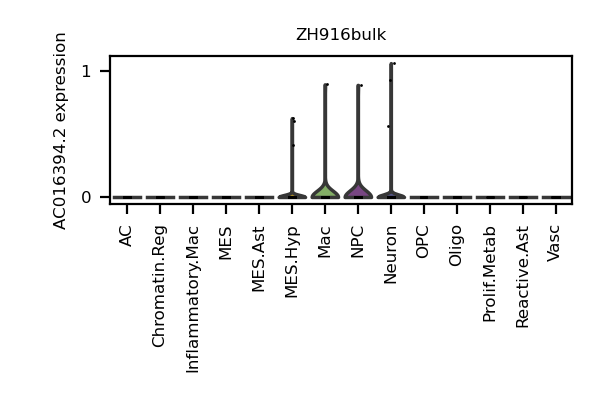 ZH916bulk
AC016394.2 expression
1
0
AC
Chromatin.Reg
Inflammatory.Mac
MES
MES.Ast
MES.Hyp
Mac
NPC
Neuron
OPC
Oligo
Prolif.Metab
Reactive.Ast
Vasc